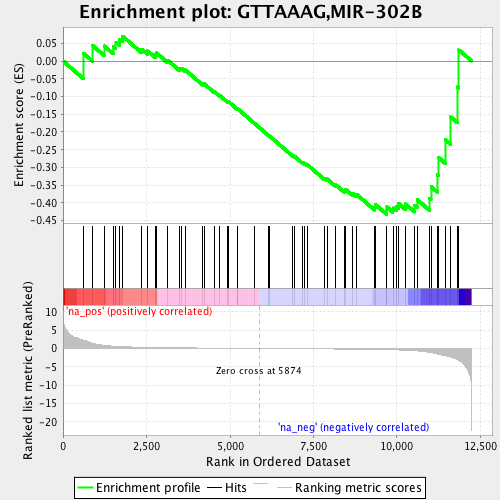 Enrichment plot: GTTAAAG,MIR-302B
Enrichment score (ES)
0.05
0.00
-0.05
-0.10
-0.15
-0.20
-0.25
-0.30
-0.35
-0.40
-0.45
'na_pos' (positively correlated)
Ranked list metric (PreRanked)
10
5
0
-5
-10
-15
-20
Zero cross at 5874
'na_neg' (negatively correlated)
0
2,500
5,000
7,500
10,000
12,500
Rank in Ordered Dataset
Enrichment profile
Hits
Ranking metric scores